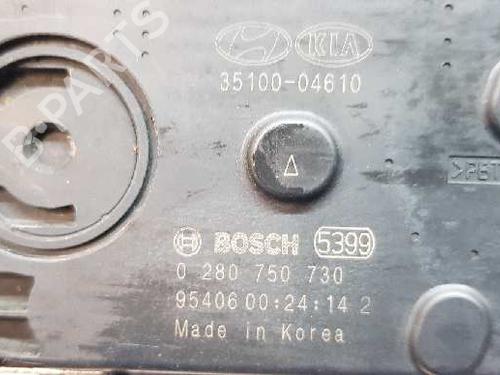 B-PARTS
KIA
35100-04610
>PET
BOSCH 5399
0 280 750 730
95406 00:24:14 2
Made in Korea